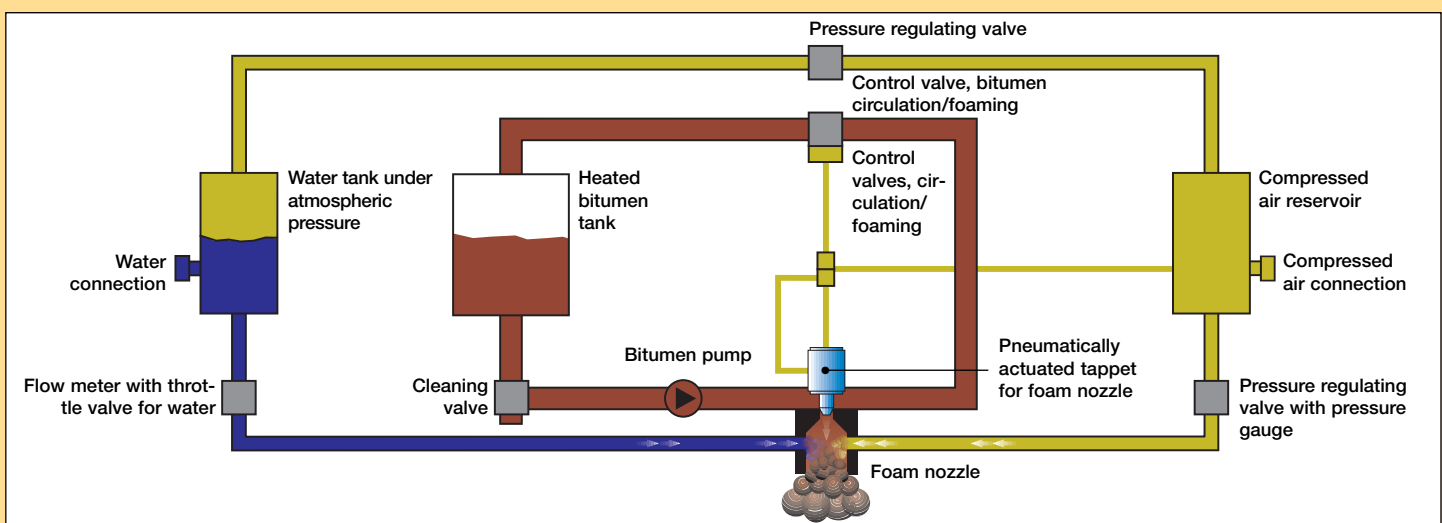 Pressure regulating valve
Control valve, bitumen
circulation/foaming
Water tank under
atmospheric
pressure
Heated
bitumen
tank
Control
valves, cir-
culation/
foaming
Compressed
air reservoir
Water
connection
Compressed
air connection
Bitumen pump
Pneumatically
actuated tappet
for foam nozzle
Flow meter with throt-
tle valve for water
Cleaning
valve
Pressure regulating
valve with pressure
gauge
Foam nozzle